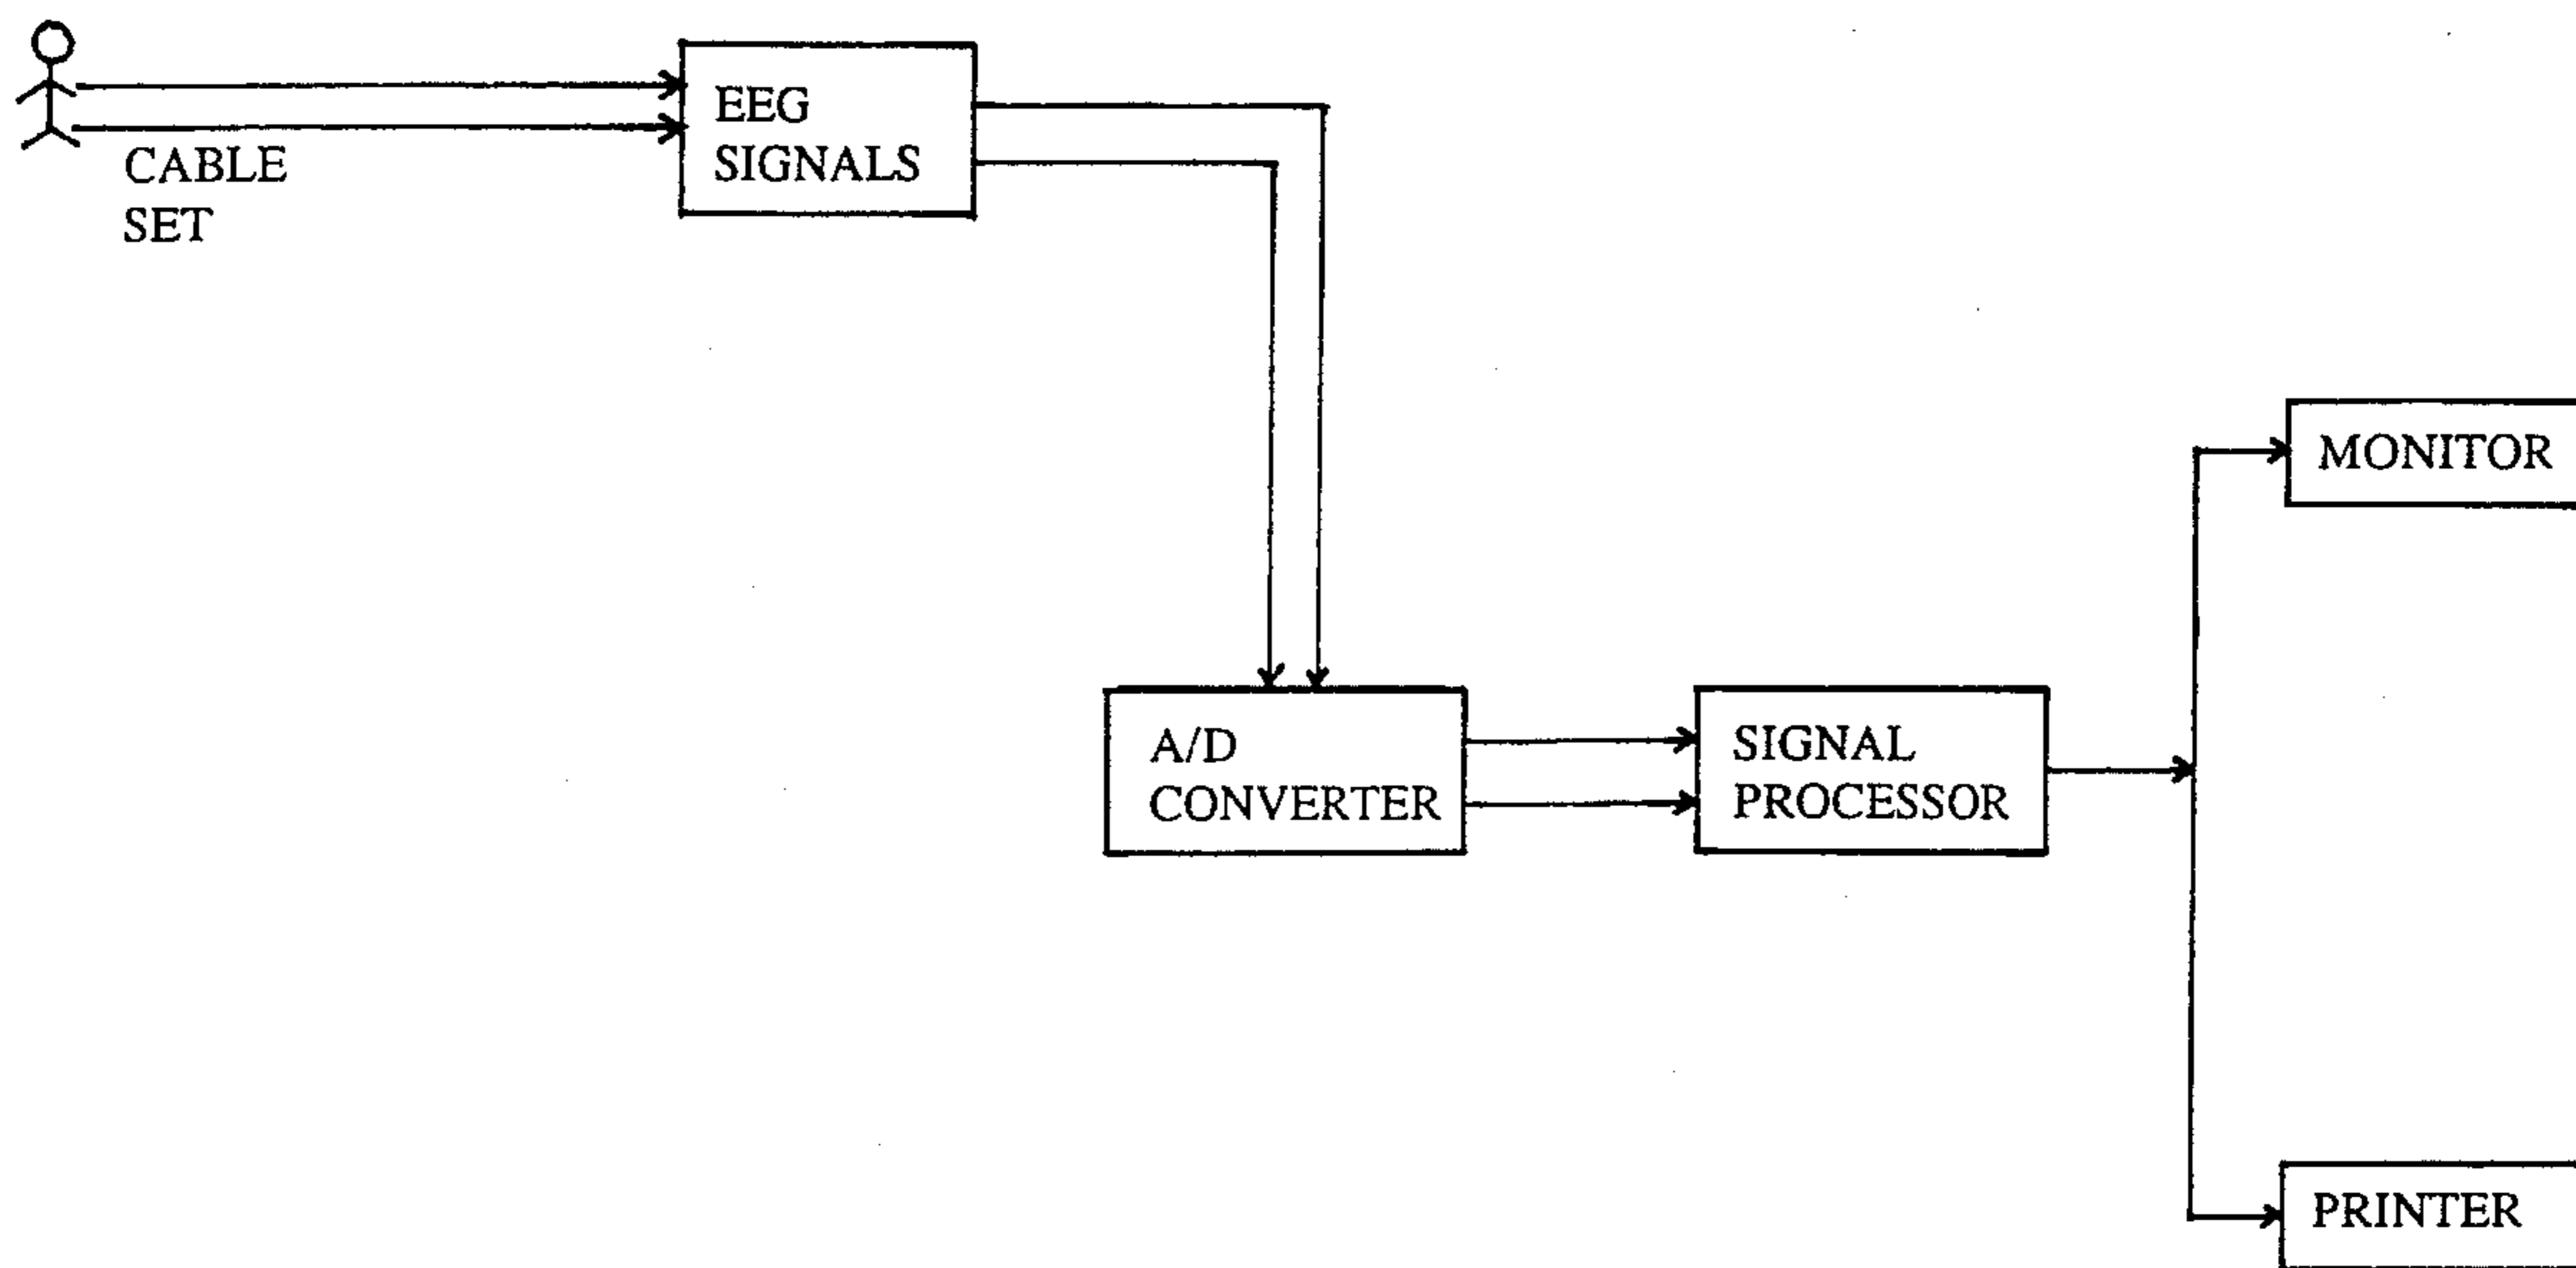 CABLE
SET
EEG
SIGNALS
A/D
CONVERTER
SIGNAL
PROCESSOR
MONITOR
PRINTER